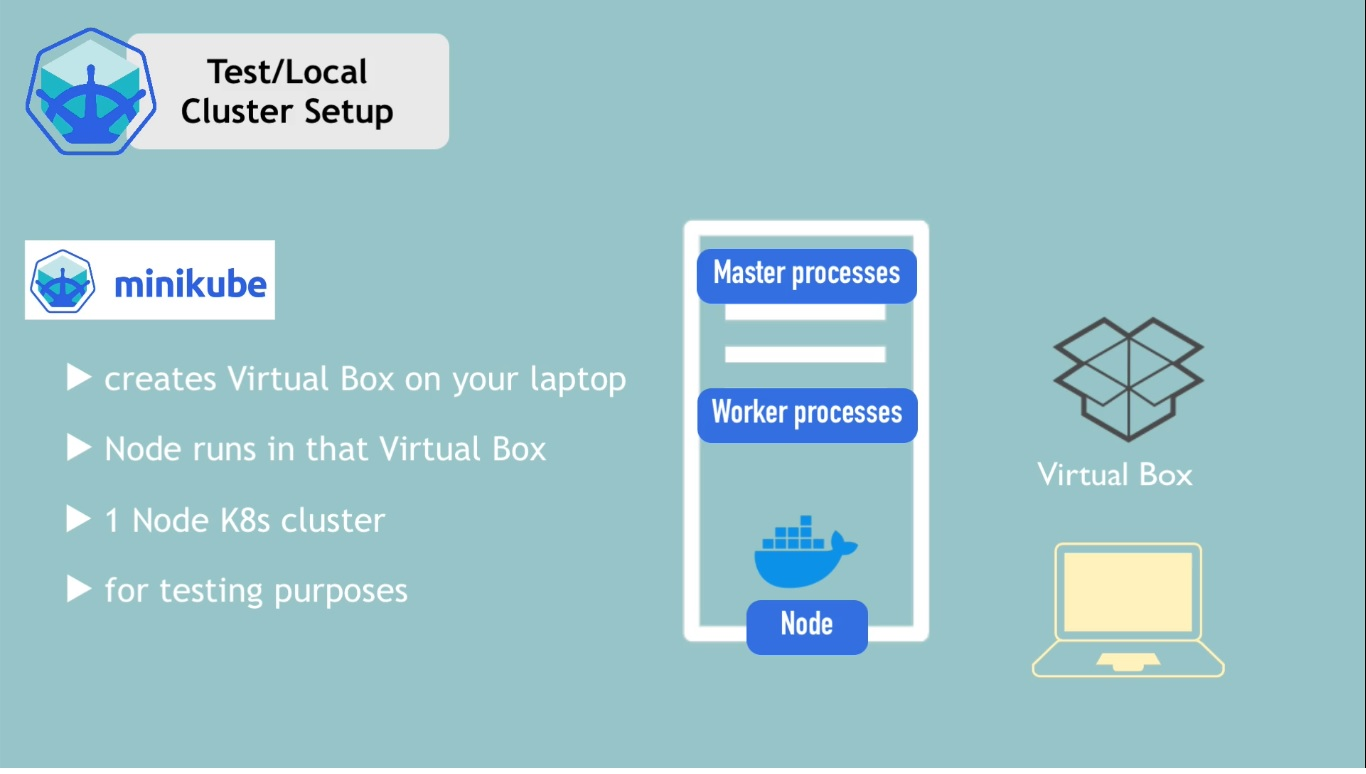 Test/Local
Cluster Setup
minikube
creates Virtual Box on your laptop
Node runs in that Virtual Box
1 Node K8s cluster
for testing purposes
Master processes
Worker processes
Node
Virtual Box